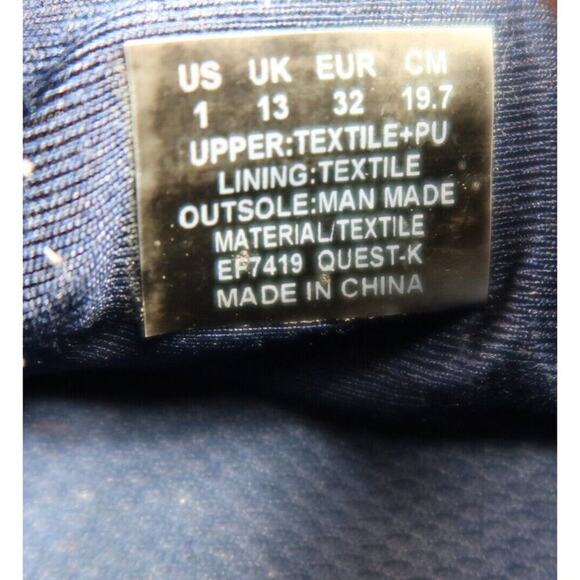 US UK EUR CM
1 13 32 19.7
UPPER:TEXTILE+PU
LINING:TEXTILE
OUTSOLE:MAN MADE
MATERIAL/TEXTILE
EF7419 QUEST-K
MADE IN CHINA